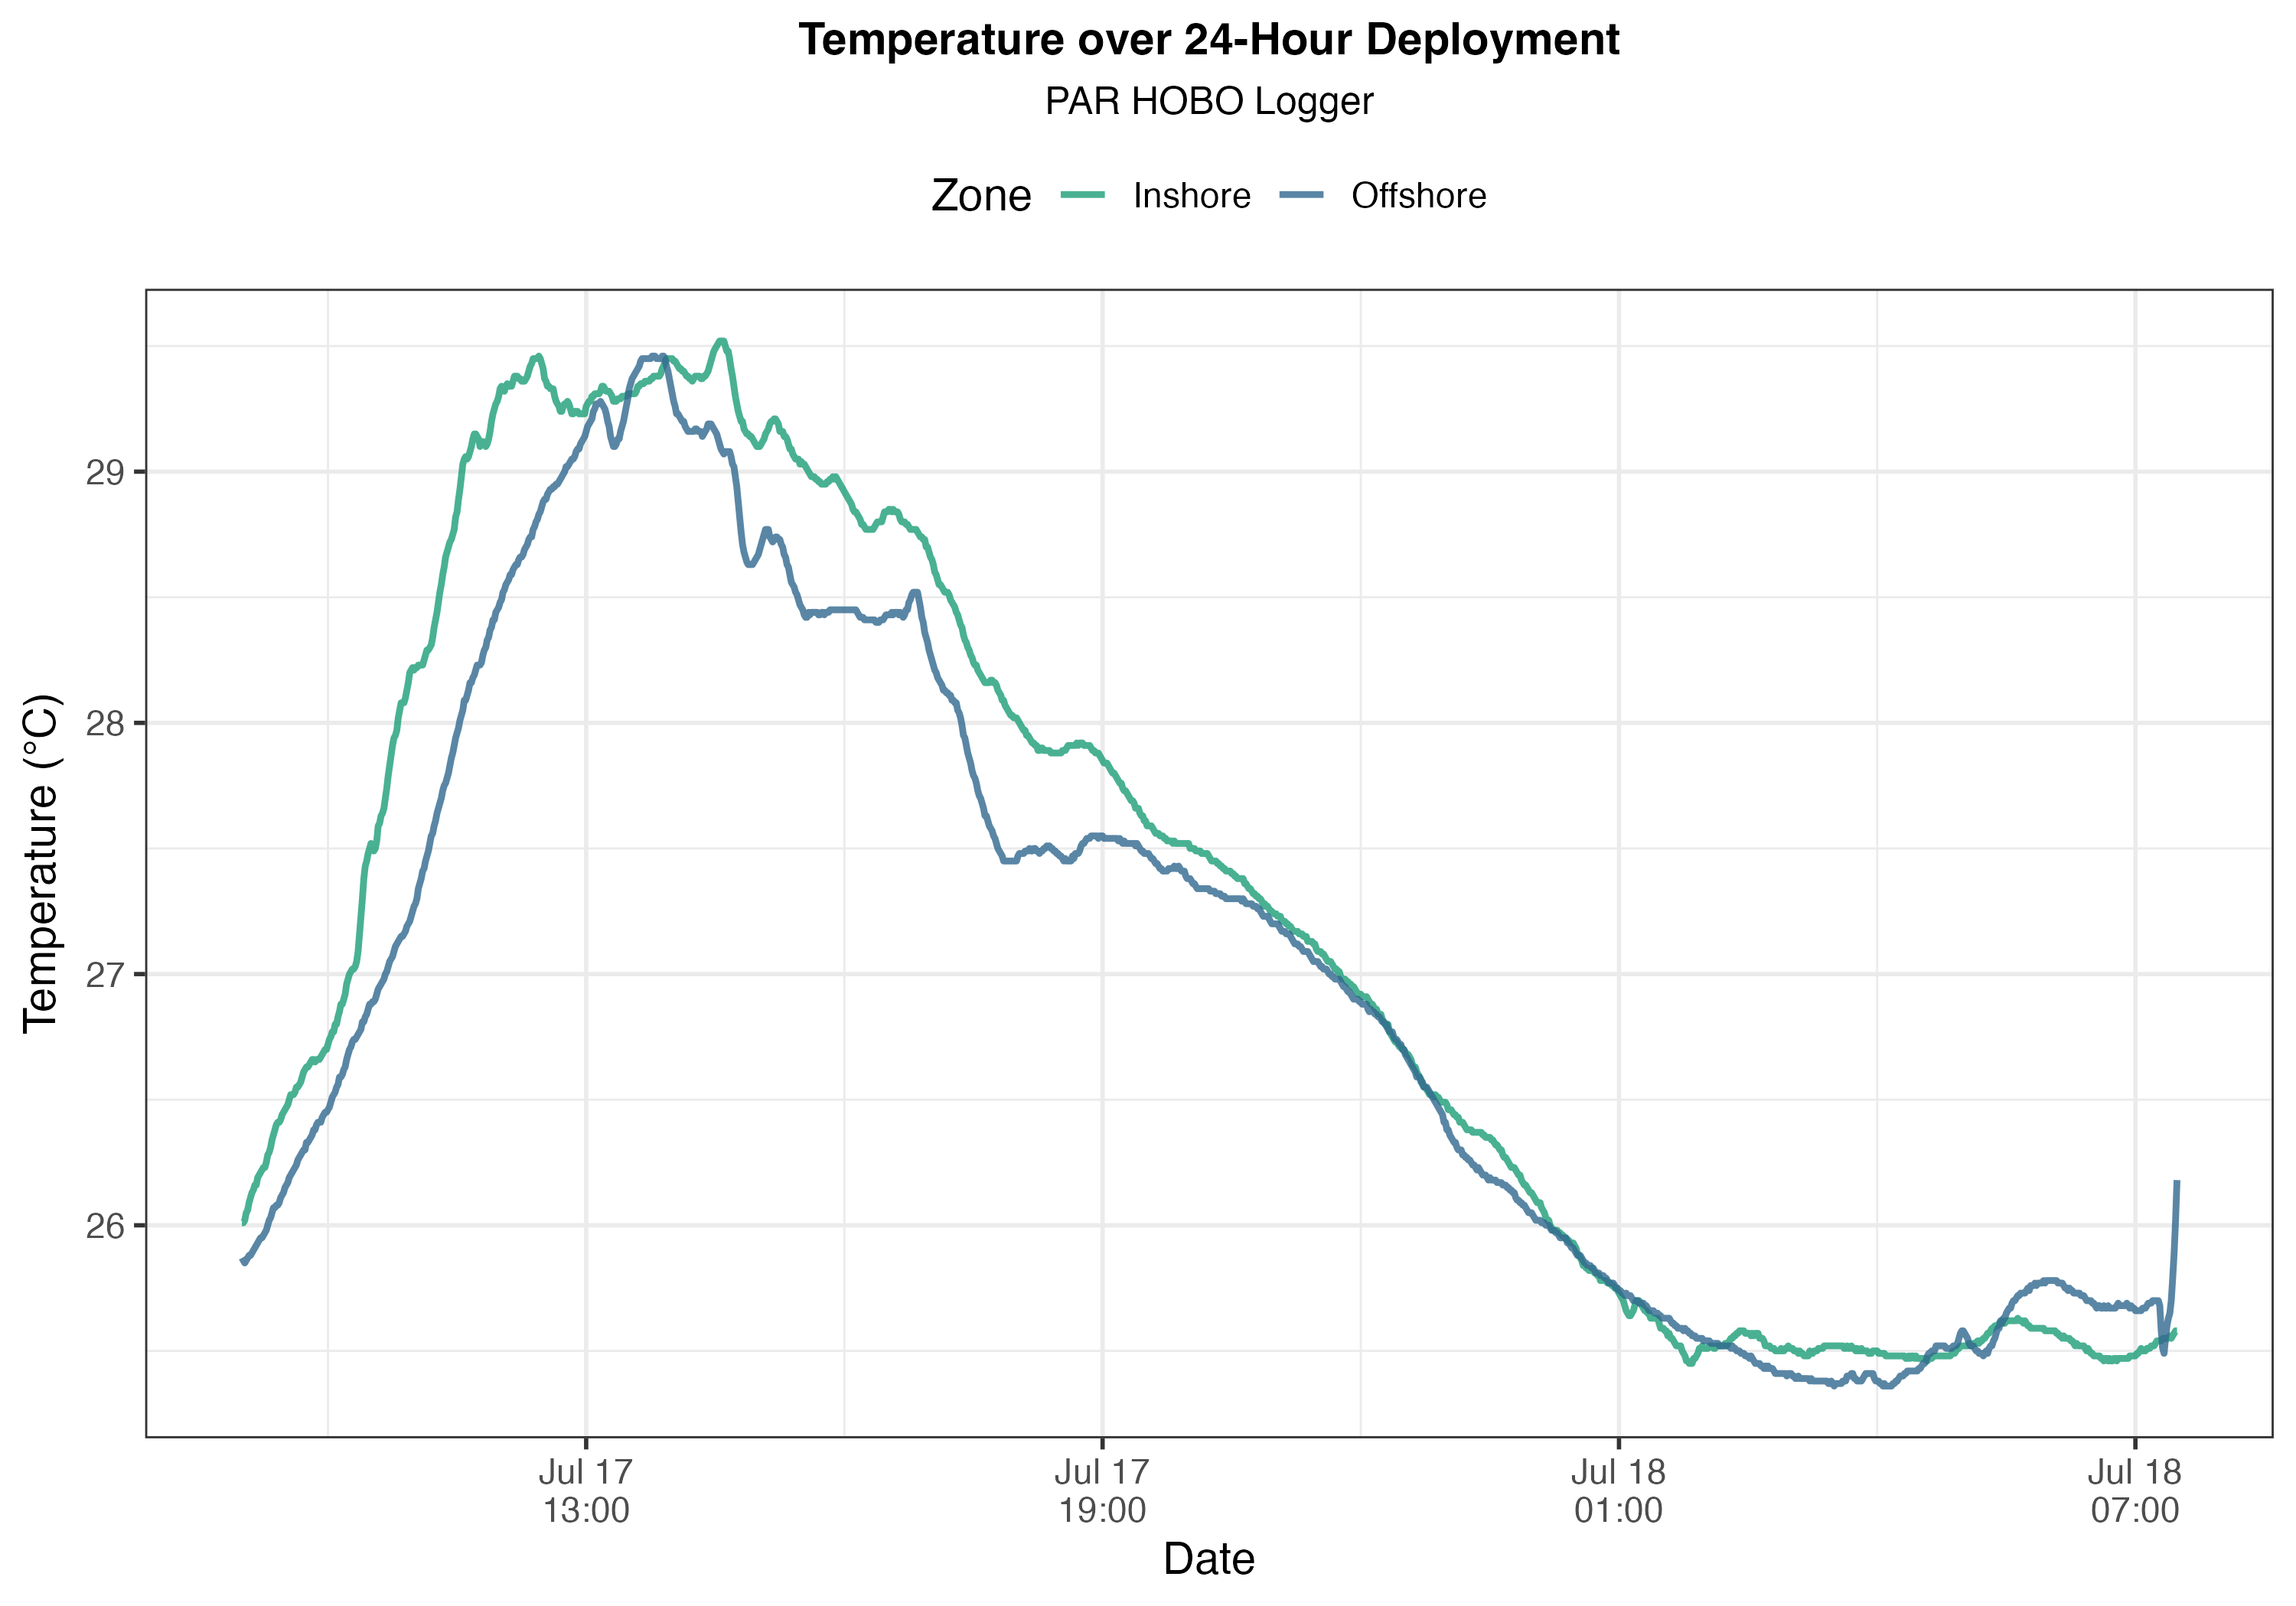 Temperature over 24-Hour Deployment
PAR HOBO Logger
Zone Inshore Offshore
Temperature (°C)
29
28
27
26
Jul 17 Jul 17 Jul 18 Jul 18
13:00 19:00 01:00 07:00
Date